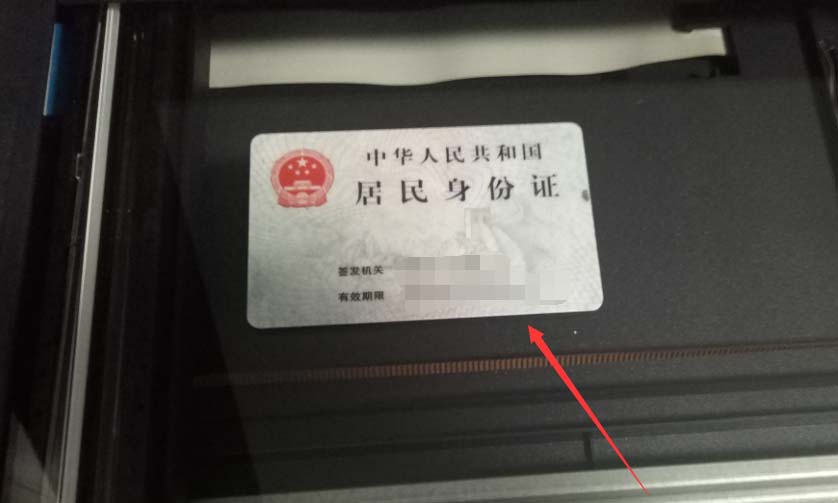 中华人民共和国
居民身份证
签发机关
有效期限